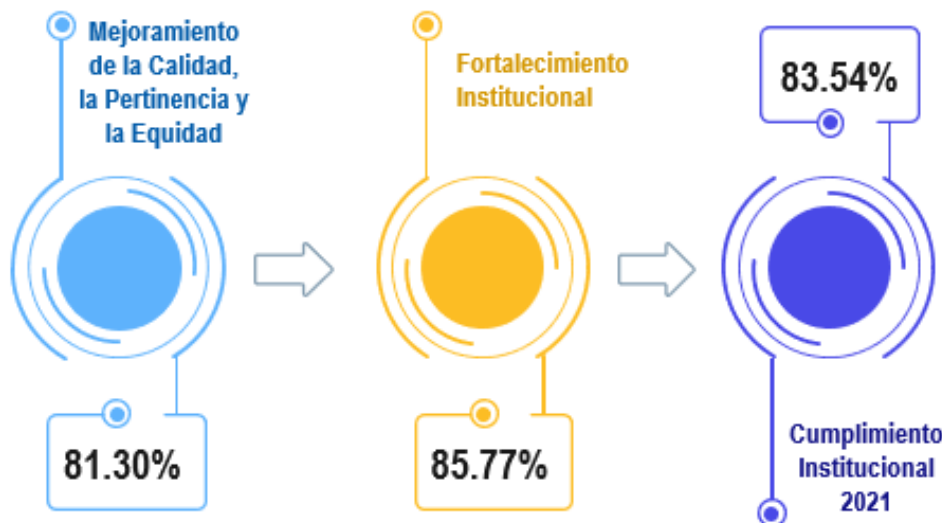 Mejoramiento
de la Calidad,
la Pertinencia y
la Equidad
81.30%
Fortalecimiento
Institucional
85.77%
83.54%
Cumplimiento
Institucional
2021